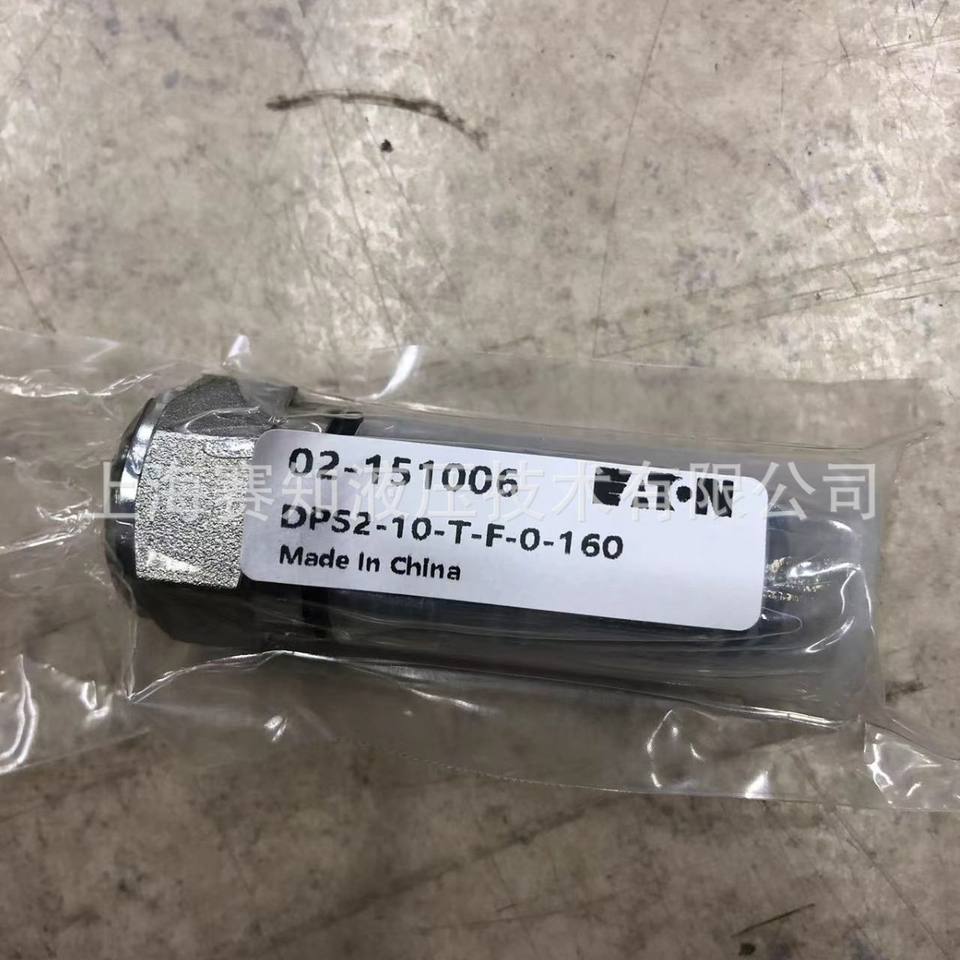 02-151006
EATON
DPS2-10-T-F-0-160
Made In China
上海赛知液压技术有限公司